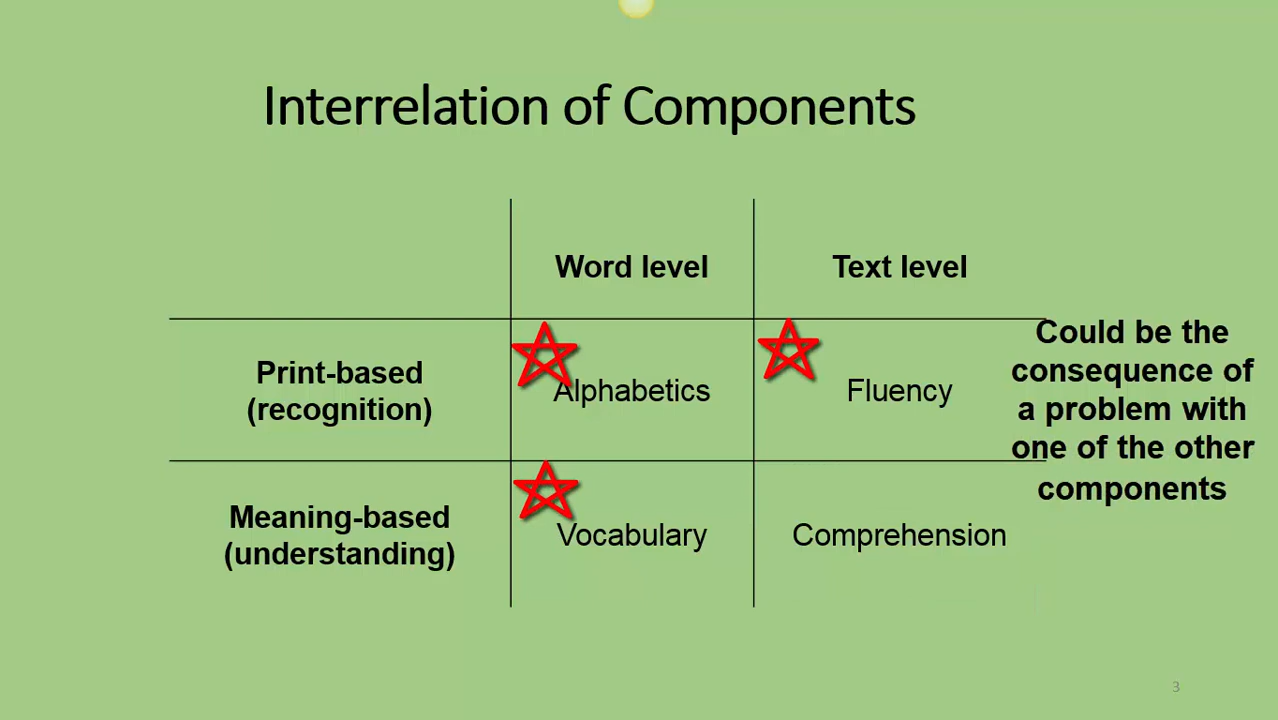 Interrelation of Components
Word level
Text level
Print-based
(recognition)
Alphabetics
Fluency
Meaning-based
(understanding)
Vocabulary
Comprehension
Could be the
consequence of
a problem with
one of the other
components
3